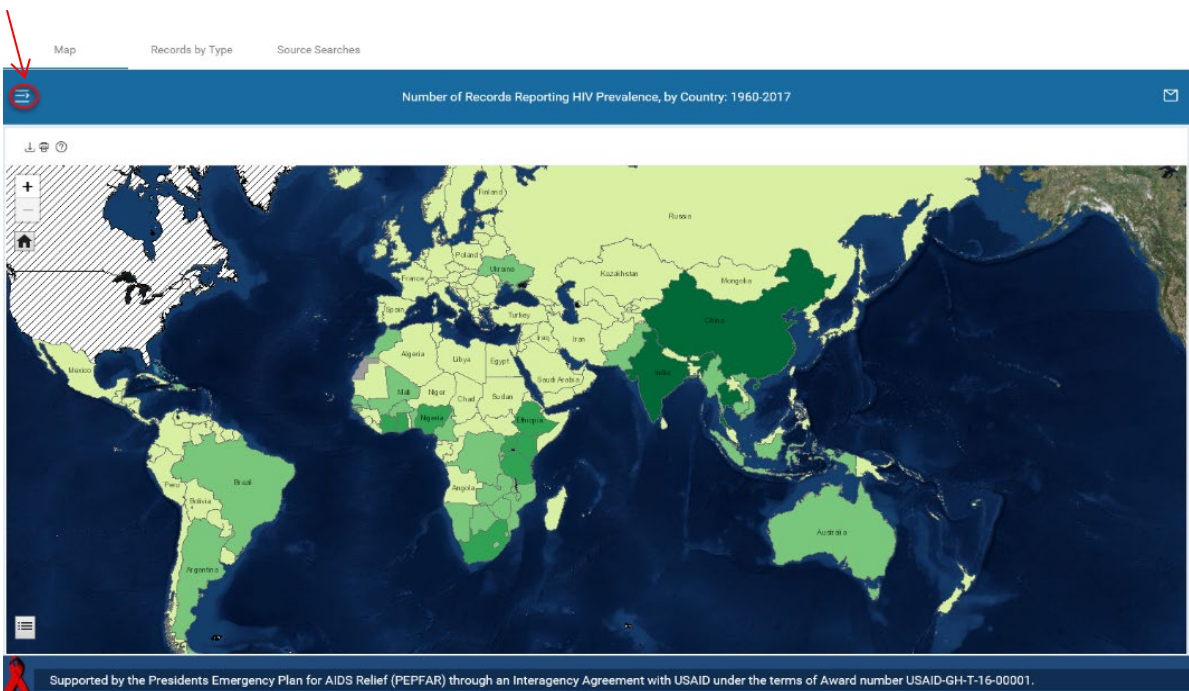 Map Records by Type Source Searches
Number of Records Reporting HIV Prevalence, by Country: 1960-2017
+
Finland
Russia
Poland
Ukraine
France
Kazakhstan
Mongolia
Spain
Turkey
China
Iraq
Iran
Algeria
Libya
Egypt
Mexico
India
Saudi Arabia
Mali
Niger
Chad
Sudan
Nigeria
Ethiopia
Peru
Brazil
Angola
Bolivia
Australia
Argentina
Supported by the Presidents Emergency Plan for AIDS Relief (PEPFAR) through an Interagency Agreement with USAID under the terms of Award number USAID-GH-T-16-00001.